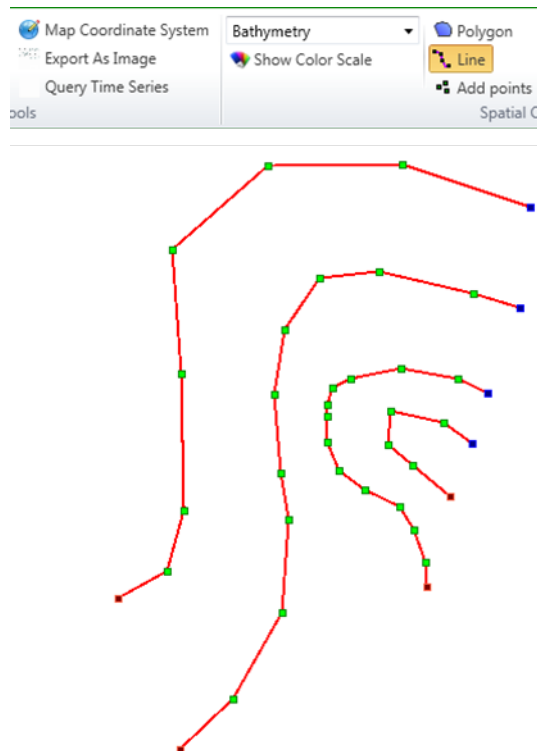 Map Coordinate System
Export As Image
Query Time Series
ools
Bathymetry
Show Color Scale
Polygon
Line
Add points
Spatial